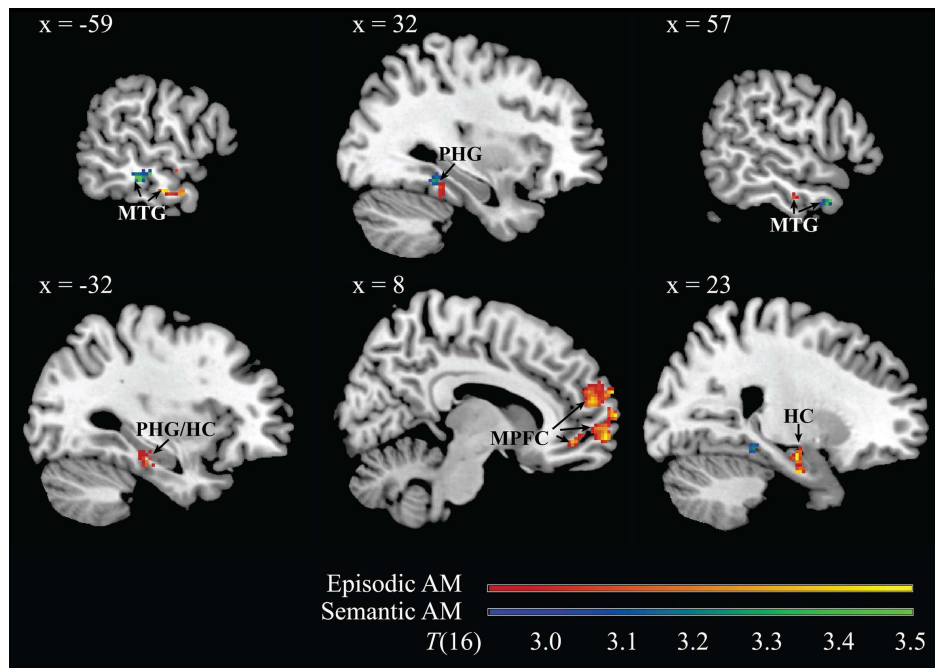 x = -59
x = 32
x = 57
PHG
MTG
MTG
x = -32
x = 8
x = 23
PHG/HC
MPFC
HC
Episodic AM
Semantic AM
T(16) 3.0 3.1 3.2 3.3 3.4 3.5